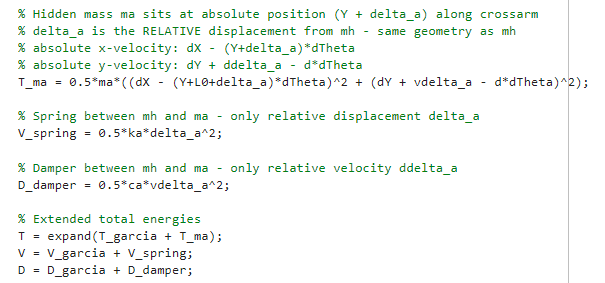 % Hidden mass ma sits at absolute position (Y + delta_a) along crossarm
% delta_a is the RELATIVE displacement from mh - same geometry as mh
% absolute x-velocity: dX - (Y+delta_a)*dTheta
% absolute y-velocity: dY + ddelta_a - d*dTheta
T_ma = 0.5*ma*((dX - (Y+L0+delta_a)*dTheta)^2 + (dY + vdelta_a - d*dTheta)^2);
% Spring between mh and ma - only relative displacement delta_a
V_spring = 0.5*ka*delta_a^2;
% Damper between mh and ma - only relative velocity ddelta_a
D_damper = 0.5*ca*vdelta_a^2;
% Extended total energies
T = expand(T_garcia + T_ma);
V = V_garcia + V_spring;
D = D_garcia + D_damper;